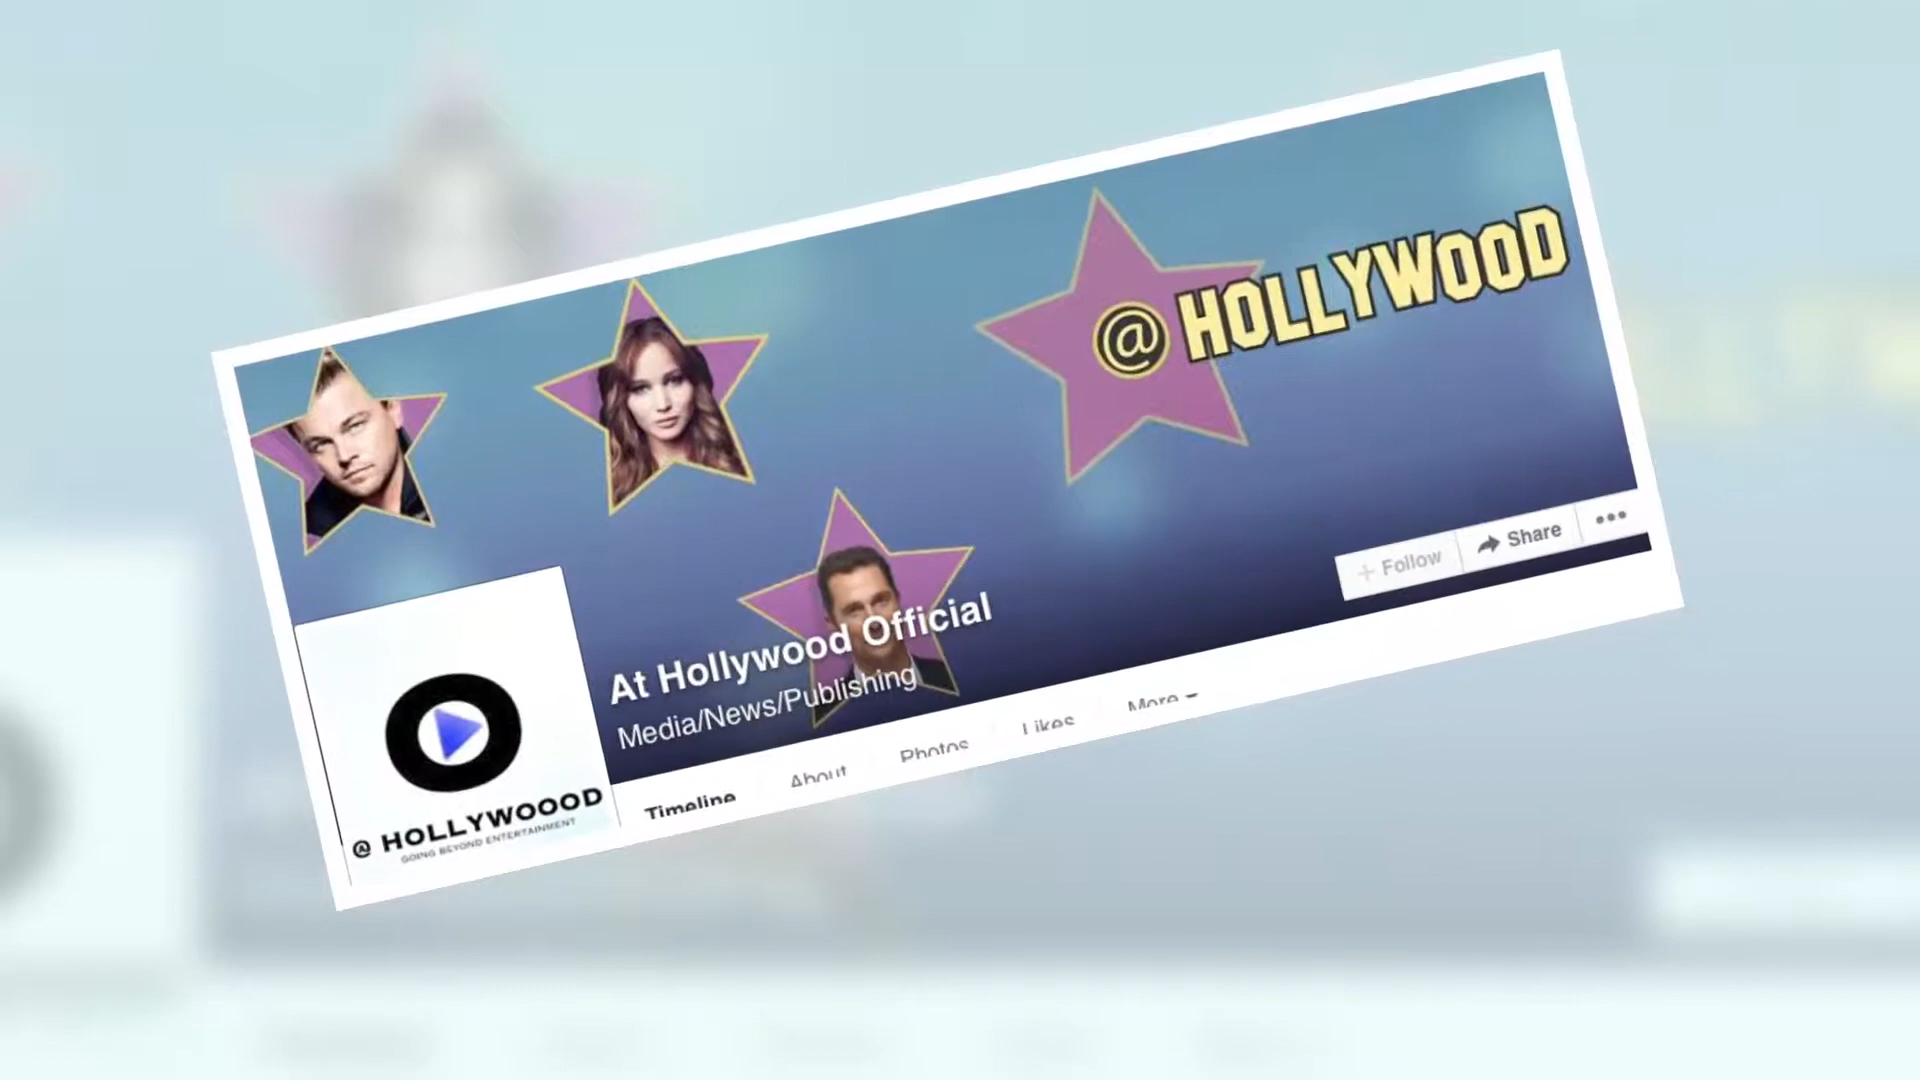 @ HOLLYWOOD
+ Follow
Share
At Hollywood Official
Media/News/Publishing
@ HOLLYWOOOD
GOING BEYOND ENTERTAINMENT
Timeline About Photos Likes More